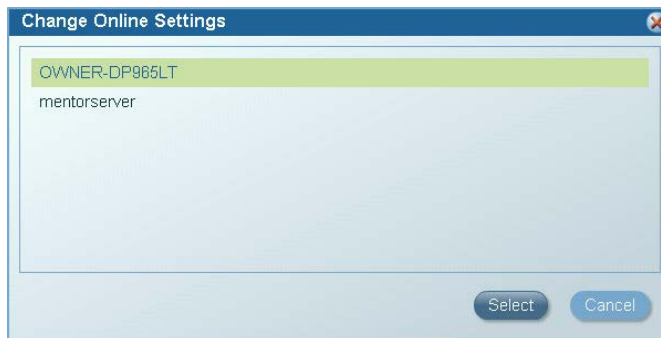 Change Online Settings
OWNER-DP965LT
mentorserver
Select
Cancel